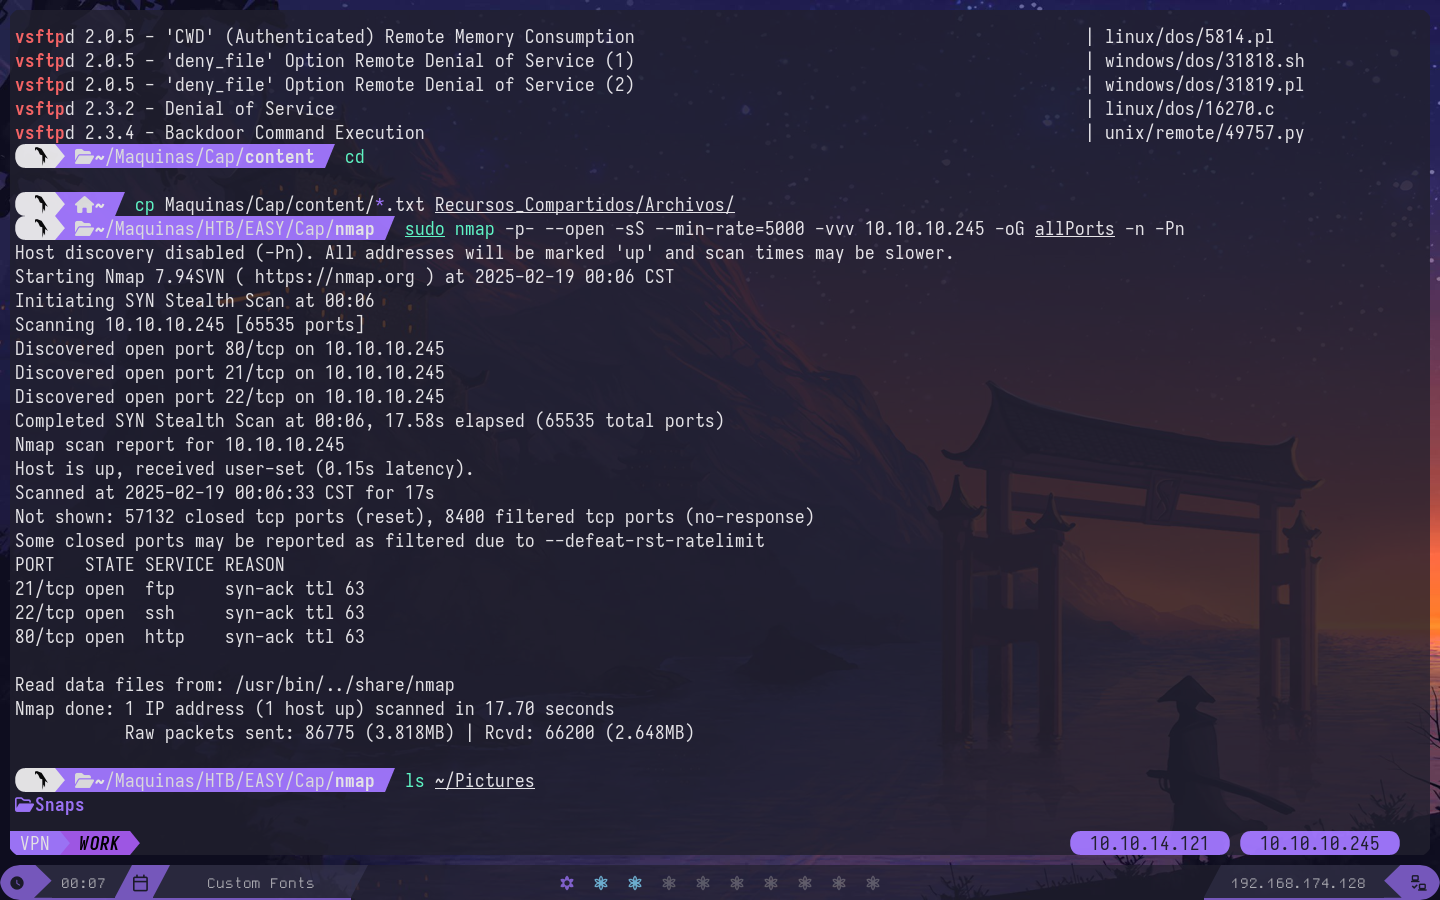 vsftpd 2.0.5 - 'CWD' (Authenticated) Remote Memory Consumption | linux/dos/5814.pl
vsftpd 2.0.5 - 'deny_file' Option Remote Denial of Service (1) | windows/dos/31818.sh
vsftpd 2.0.5 - 'deny_file' Option Remote Denial of Service (2) | windows/dos/31819.pl
vsftpd 2.3.2 - Denial of Service | linux/dos/16270.c
vsftpd 2.3.4 - Backdoor Command Execution | unix/remote/49757.py
~/Maquinas/Cap/content cd
~ cp Maquinas/Cap/content/*.txt Recursos_Compartidos/Archivos/
~/Maquinas/HTB/EASY/Cap/nmap sudo nmap -p- --open -sS --min-rate=5000 -vvv 10.10.10.245 -oG allPorts -n -Pn
Host discovery disabled (-Pn). All addresses will be marked 'up' and scan times may be slower.
Starting Nmap 7.94SVN ( https://nmap.org ) at 2025-02-19 00:06 CST
Initiating SYN Stealth Scan at 00:06
Scanning 10.10.10.245 [65535 ports]
Discovered open port 80/tcp on 10.10.10.245
Discovered open port 21/tcp on 10.10.10.245
Discovered open port 22/tcp on 10.10.10.245
Completed SYN Stealth Scan at 00:06, 17.58s elapsed (65535 total ports)
Nmap scan report for 10.10.10.245
Host is up, received user-set (0.15s latency).
Scanned at 2025-02-19 00:06:33 CST for 17s
Not shown: 57132 closed tcp ports (reset), 8400 filtered tcp ports (no-response)
Some closed ports may be reported as filtered due to --defeat-rst-ratelimit
PORT   STATE SERVICE REASON
21/tcp open  ftp     syn-ack ttl 63
22/tcp open  ssh     syn-ack ttl 63
80/tcp open  http    syn-ack ttl 63
Read data files from: /usr/bin/../share/nmap
Nmap done: 1 IP address (1 host up) scanned in 17.70 seconds
Raw packets sent: 86775 (3.818MB) | Rcvd: 66200 (2.648MB)
~/Maquinas/HTB/EASY/Cap/nmap ls ~/Pictures
Snaps
VPN WORK 10.10.14.121 10.10.10.245
00:07 Custom Fonts 192.168.174.128